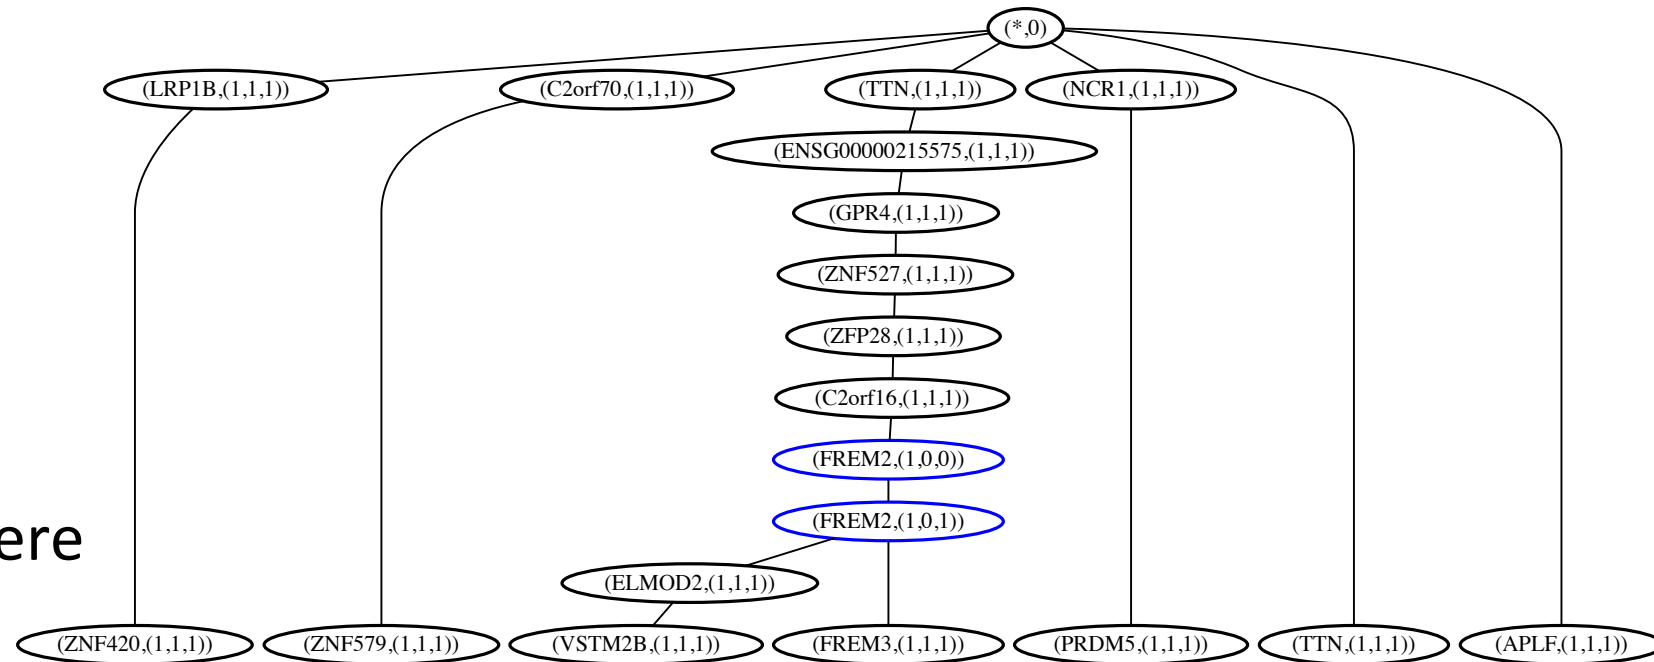 (*,0)
(LRP1B,(1,1,1)) (C2orf70,(1,1,1)) (TTN,(1,1,1)) (NCR1,(1,1,1))
(ENSG00000215575,(1,1,1))
(GPR4,(1,1,1))
(ZNF527,(1,1,1))
(ZFP28,(1,1,1))
(C2orf16,(1,1,1))
(FREM2,(1,0,0))
(FREM2,(1,0,1))
ere
(ELMOD2,(1,1,1))
(ZNF420,(1,1,1)) (ZNF579,(1,1,1)) (VSTM2B,(1,1,1)) (FREM3,(1,1,1)) (PRDM5,(1,1,1)) (TTN,(1,1,1)) (APLF,(1,1,1))